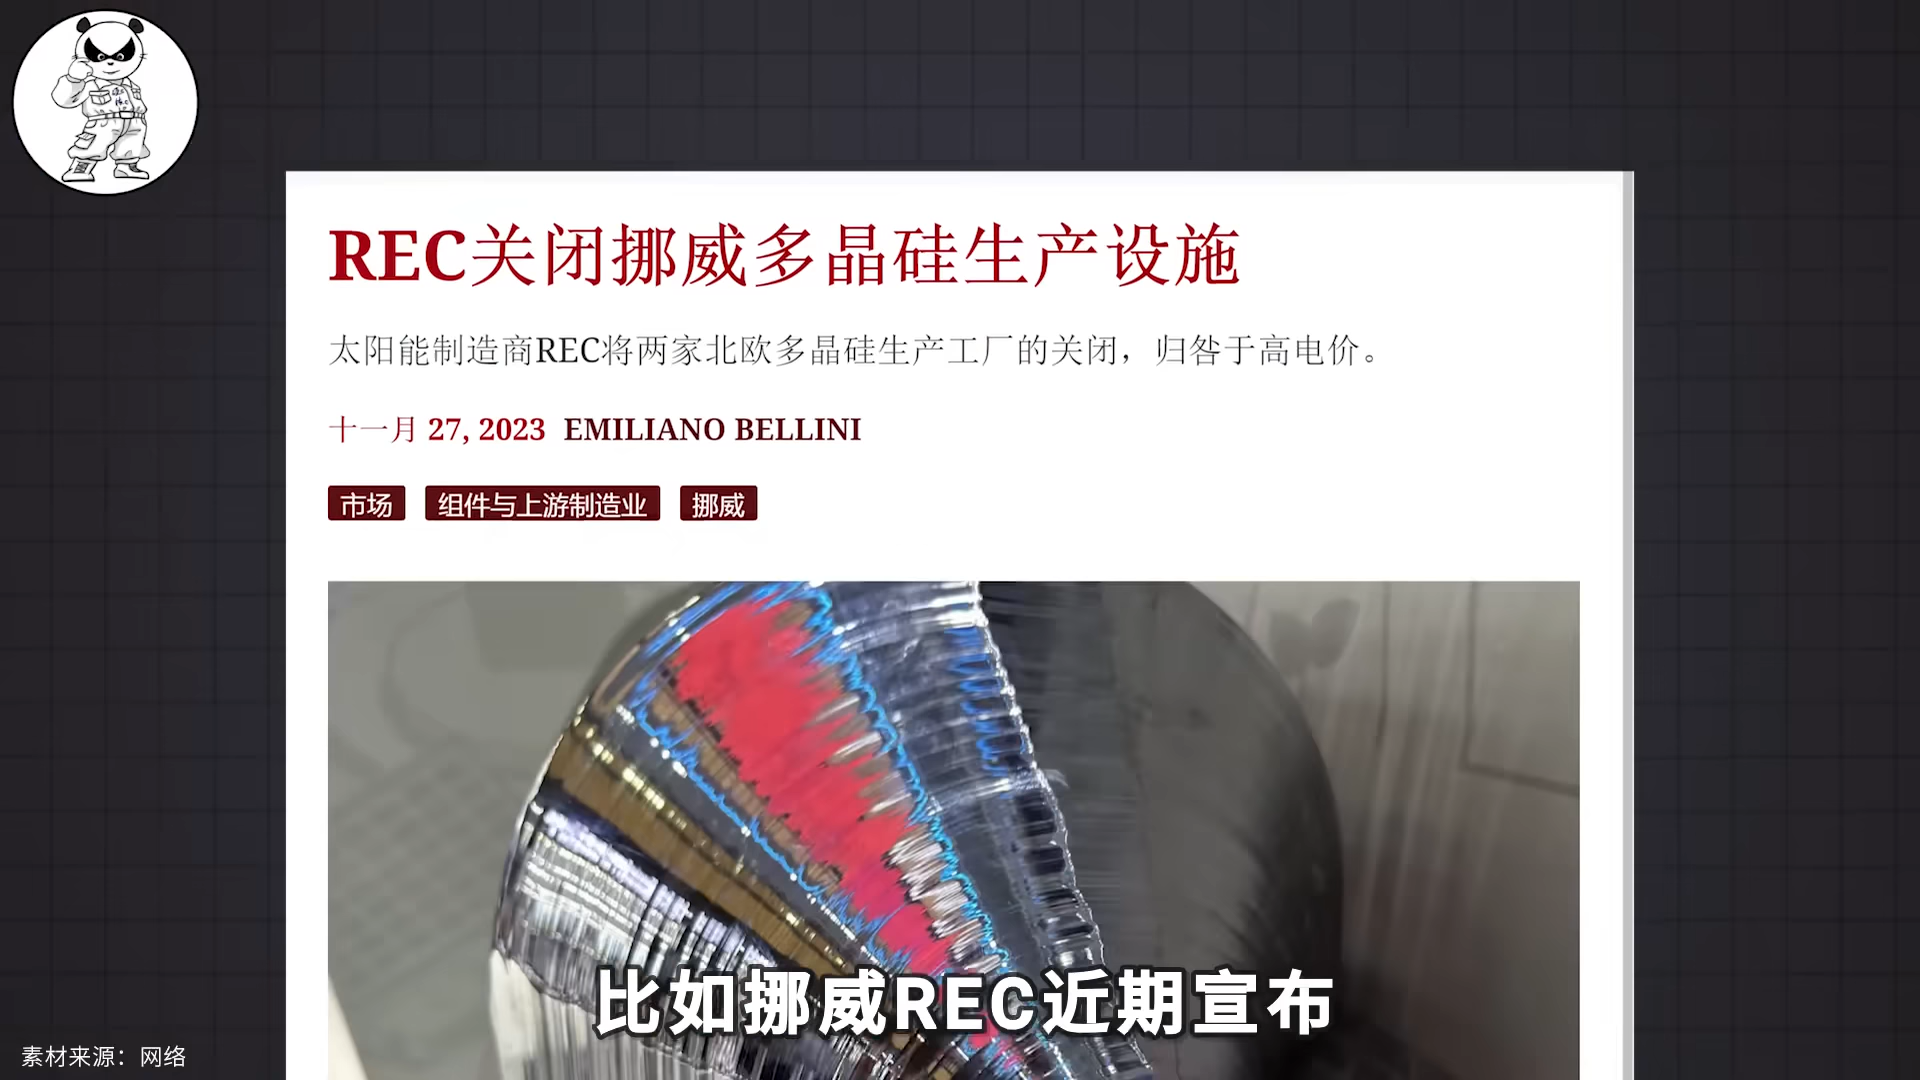 REC关闭挪威多晶硅生产设施
太阳能制造商REC将两家北欧多晶硅生产工厂的关闭，归咎于高电价。
十一月 27, 2023 EMILIANO BELLINI
市场 组件与上游制造业 挪威
比如挪威REC近期宣布
素材来源：网络